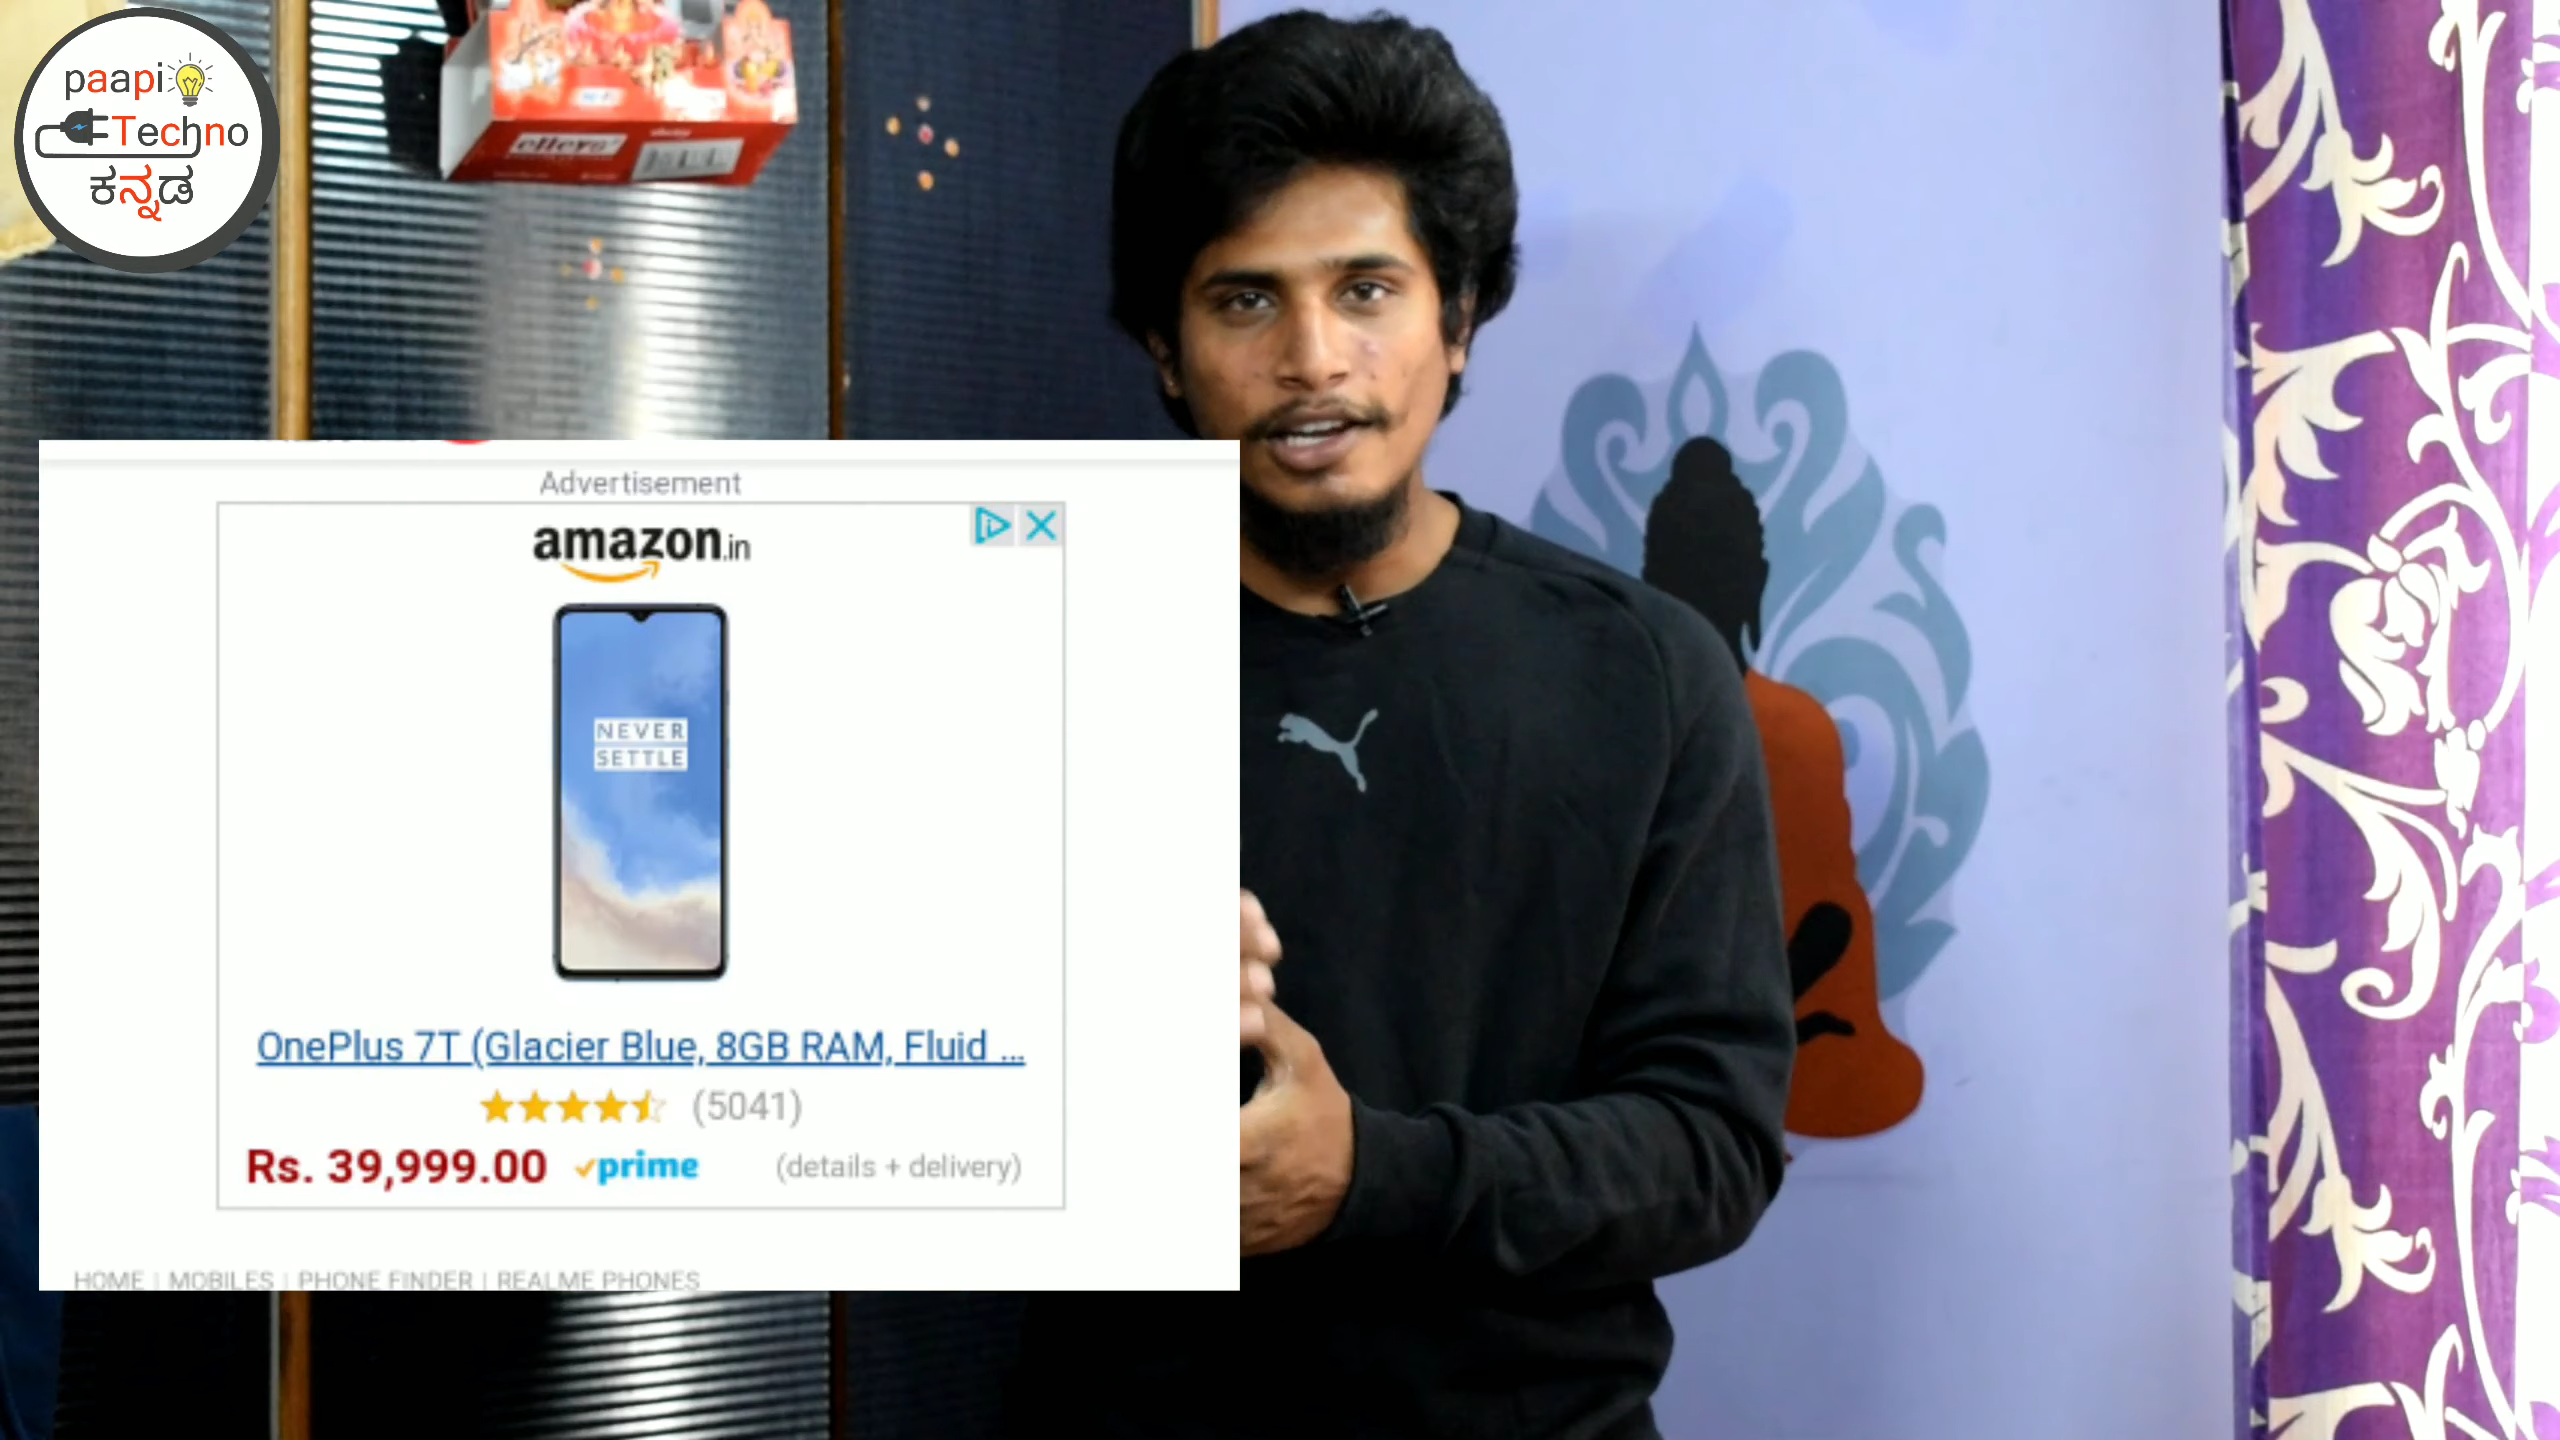 paapi
Techno
ಕನ್ನಡ
elleys
Advertisement
amazon.in
NEVER
SETTLE
OnePlus 7T (Glacier Blue, 8GB RAM, Fluid ...
(5041)
Rs. 39,999.00 prime (details + delivery)
HOME | MOBILES | PHONE FINDER | REALME PHONES